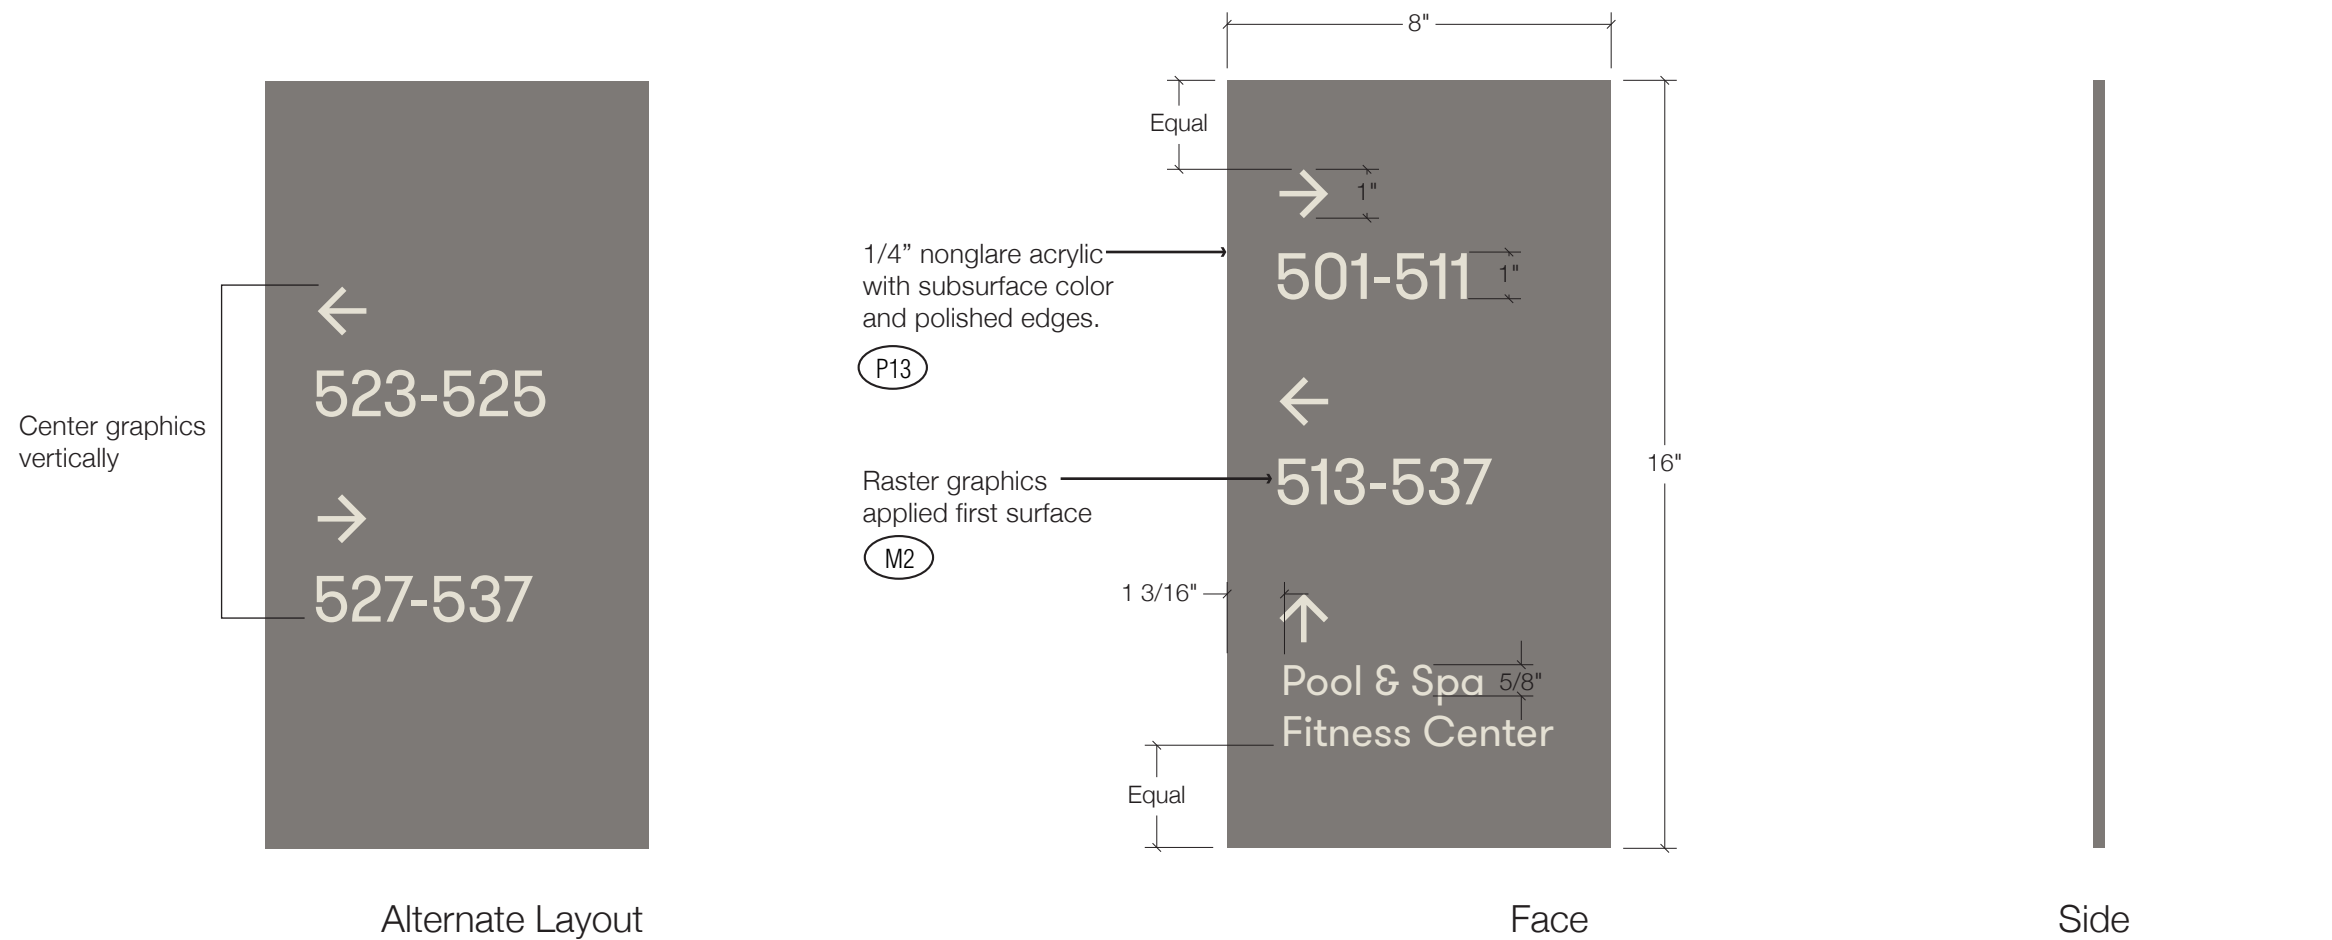 Center graphics
vertically
523-525
527-537
Alternate Layout
8"
Equal
1"
1/4” nonglare acrylic
with subsurface color
and polished edges.
P13
501-511
1"
Raster graphics
applied first surface
M2
513-537
16"
1 3/16"
Pool & Spa
5/8"
Fitness Center
Equal
Face
Side